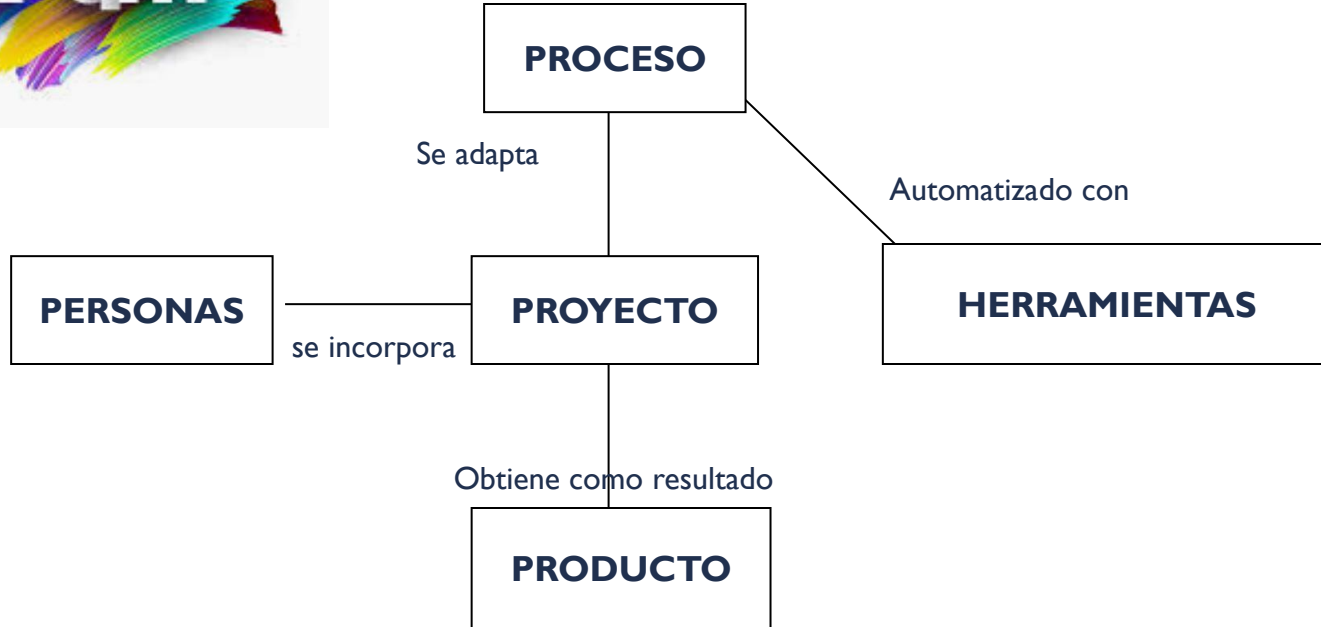 PROCESO
Se adapta
Automatizado con
PERSONAS
se incorpora
PROYECTO
HERRAMIENTAS
Obtiene como resultado
PRODUCTO